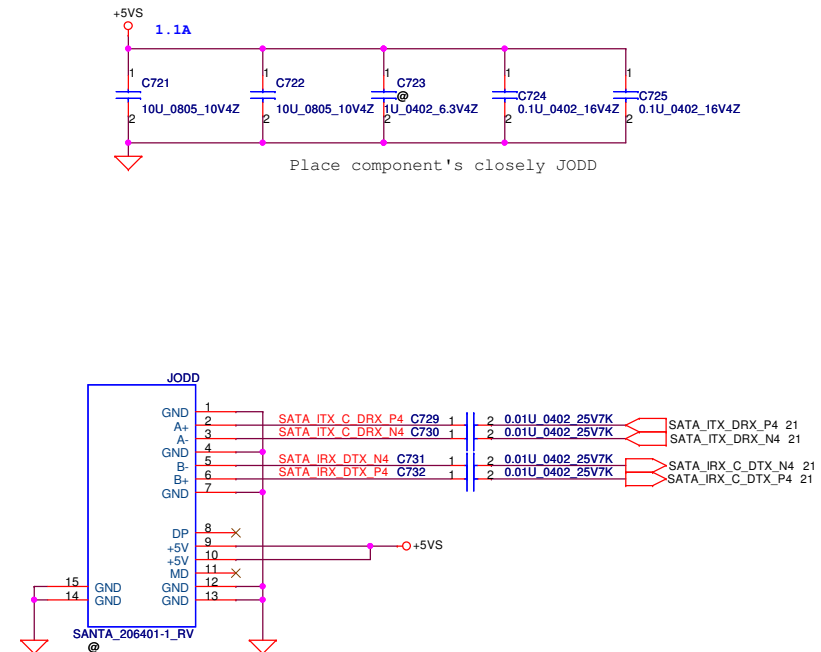 +5VS
1.1A
1 1 1 1 1
C721 C722 C723 C724 C725
@
10U_0805_10V4Z 10U_0805_10V4Z 1U_0402_6.3V4Z 0.1U_0402_16V4Z 0.1U_0402_16V4Z
2 2 2 2 2
Place component's closely JODD
JODD
GND 1
A+ 2 SATA_ITX_C_DRX_P4 C729 1 2 0.01U_0402_25V7K SATA_ITX_DRX_P4 21
A- 3 SATA_ITX_C_DRX_N4 C730 1 2 0.01U_0402_25V7K SATA_ITX_DRX_N4 21
GND 4
B- 5 SATA_IRX_DTX_N4 C731 1 2 0.01U_0402_25V7K SATA_IRX_C_DTX_N4 21
B+ 6 SATA_IRX_DTX_P4 C732 1 2 0.01U_0402_25V7K SATA_IRX_C_DTX_P4 21
GND 7
DP 8
+5V 9 +5VS
+5V 10
MD 11
15 GND GND 12
14 GND GND 13
SANTA_206401-1_RV
@